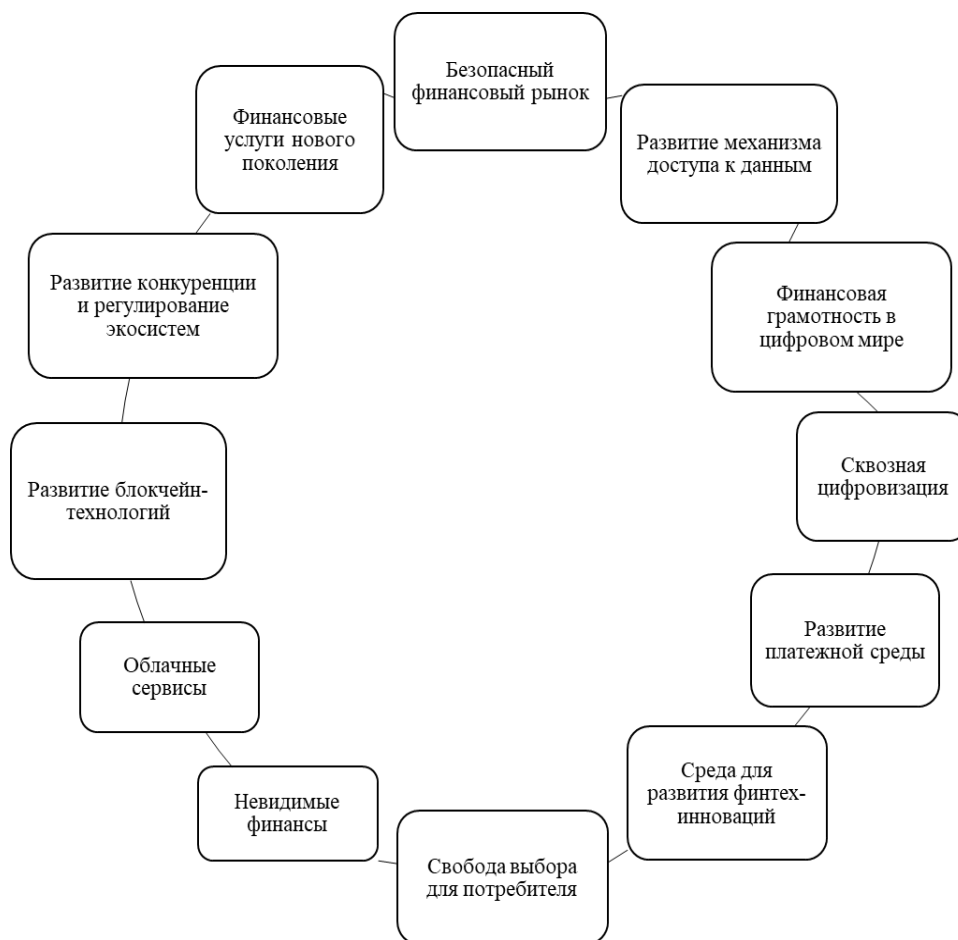 Безопасный
финансовый рынок
Развитие механизма
доступа к данным
Финансовая
грамотность в
цифровом мире
Сквозная
цифровизация
Развитие
платежной среды
Среда для
развития финтех-
инноваций
Свобода выбора
для потребителя
Невидимые
финансы
Облачные
сервисы
Развитие блокчейн-
технологий
Развитие конкуренции
и регулирование
экосистем
Финансовые
услуги нового
поколения